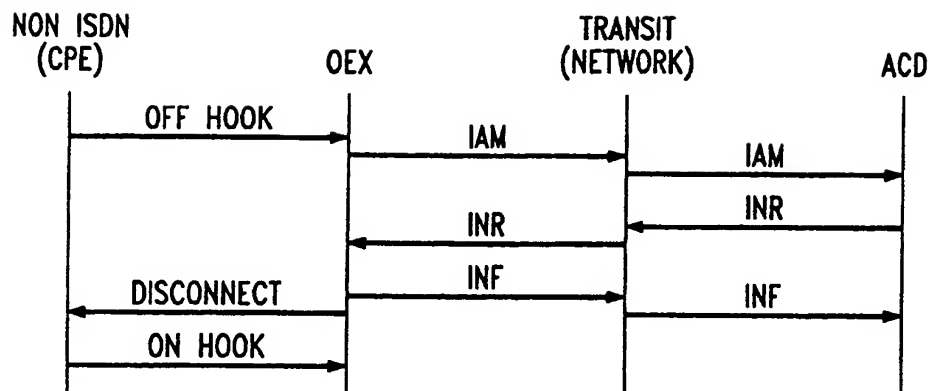 NON ISDN
(CPE)
OEX
TRANSIT
(NETWORK)
ACD
OFF HOOK
IAM
IAM
INR
INR
INF
DISCONNECT
INF
ON HOOK